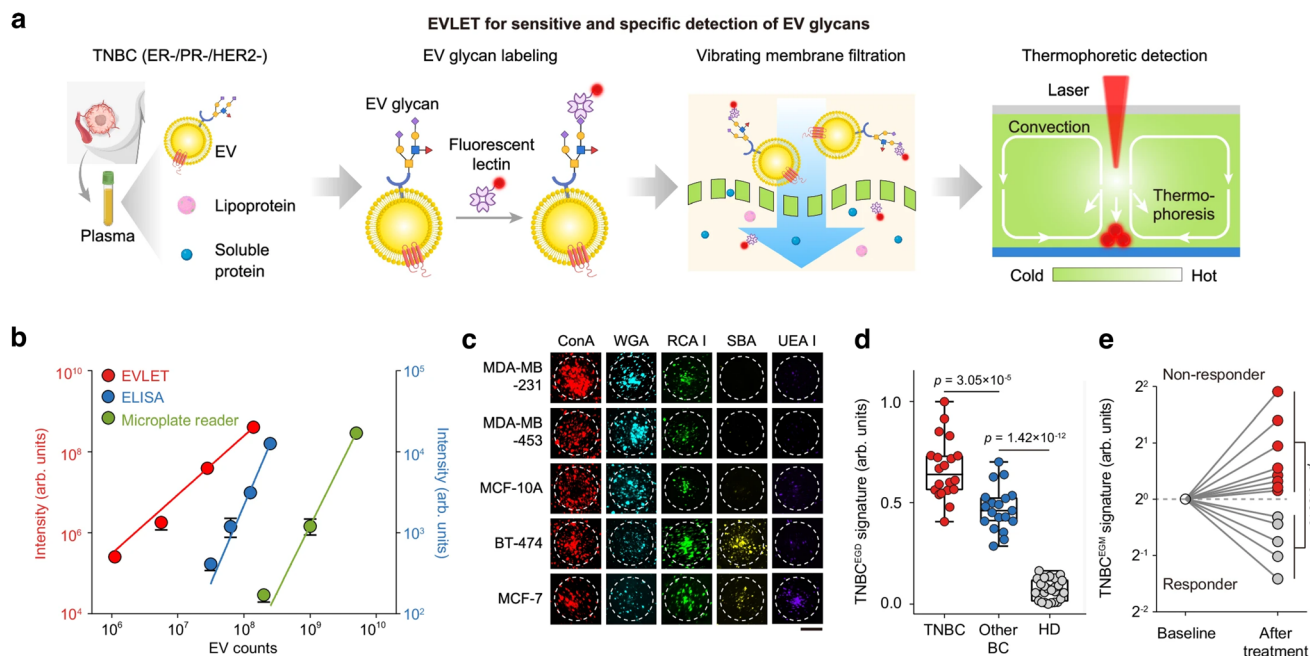 a
EVLET for sensitive and specific detection of EV glycans
TNBC (ER-/PR-/HER2-)
EV
Lipoprotein
Soluble
protein
Plasma
EV glycan labeling
EV glycan
Fluorescent
lectin
Vibrating membrane filtration
Thermophoretic detection
Laser
Convection
Thermo-
phoresis
Cold
Hot
b
EVLET
ELISA
Microplate reader
Intensity (arb. units)
10¹⁰
10⁸
10⁶
10⁴
10⁵
10⁴
10³
10²
Intensity (arb. units)
10⁶ 10⁷ 10⁸ 10⁹ 10¹⁰
EV counts
c
ConA WGA RCA I SBA UEA I
MDA-MB
-231
MDA-MB
-453
MCF-10A
BT-474
MCF-7
d
p = 3.05×10⁻⁵
p = 1.42×10⁻¹²
TNBCᴱᴳᴰ signature (arb. units)
1.0
0.5
0.0
TNBC Other HD
BC
e
TNBCᴱᴳᴹ signature (arb. units)
Non-responder
2²
2¹
2⁰
2⁻¹
2⁻²
Responder
Baseline
After
treatment